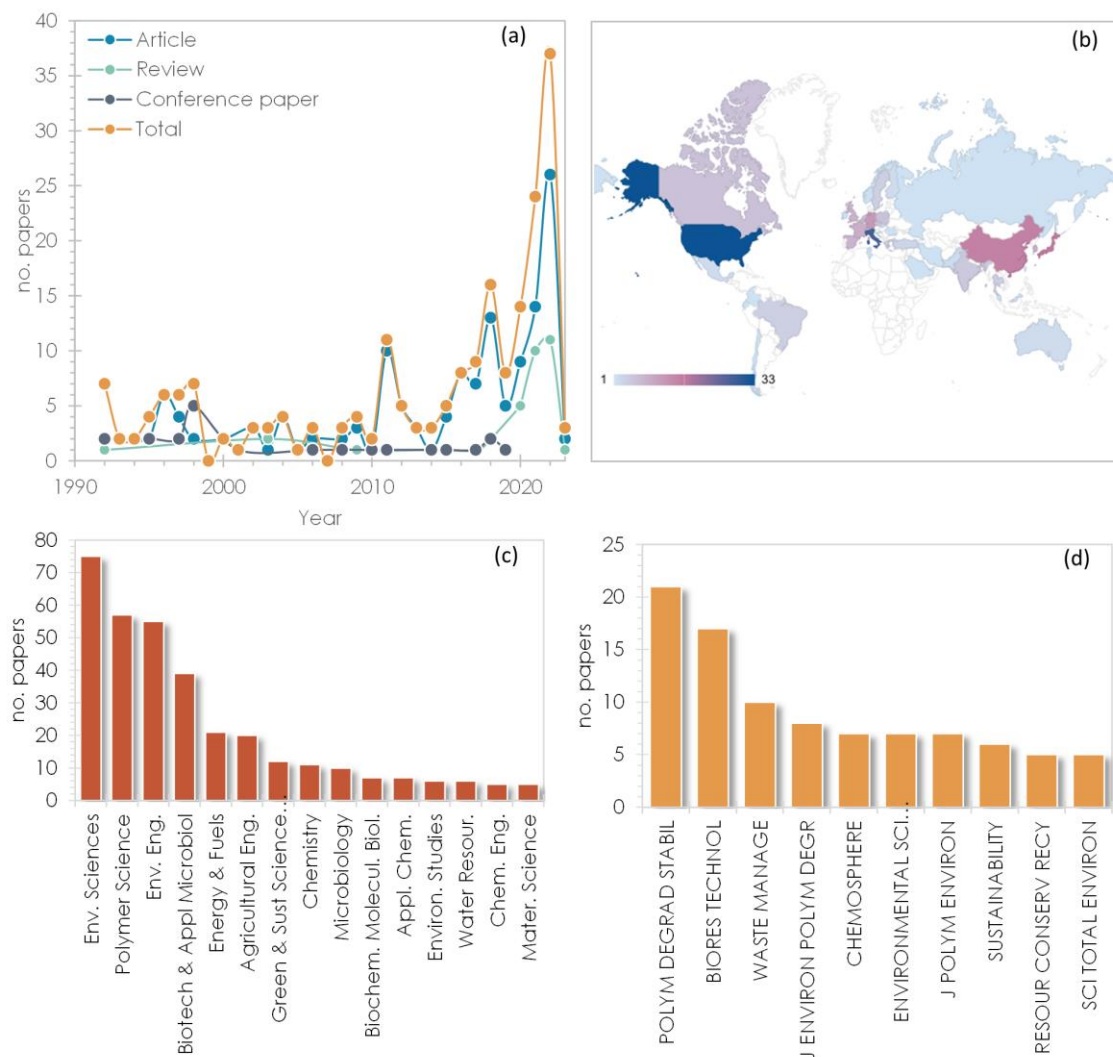 (a)
40
35
30
25
20
15
10
5
0
no. papers
Article
Review
Conference paper
Total
1990
2000
2010
2020
Year
(b)
1
33
(c)
80
70
60
50
40
30
20
10
0
no. papers
Env. Sciences
Polymer Science
Env. Eng.
Biotech & Appl Microbiol
Energy & Fuels
Agricultural Eng.
Green & Sust Science…
Chemistry
Microbiology
Biochem. Molecul. Biol.
Appl. Chem.
Environ. Studies
Water Resour.
Chem. Eng.
Mater. Science
(d)
25
20
15
10
5
0
no. papers
POLYM DEGRAD STABIL
BIORES TECHNOL
WASTE MANAGE
J ENVIRON POLYM DEGR
CHEMOSPHERE
ENVIRONMENTAL SCI…
J POLYM ENVIRON
SUSTAINABILITY
RESOUR CONSERV RECY
SCI TOTAL ENVIRON